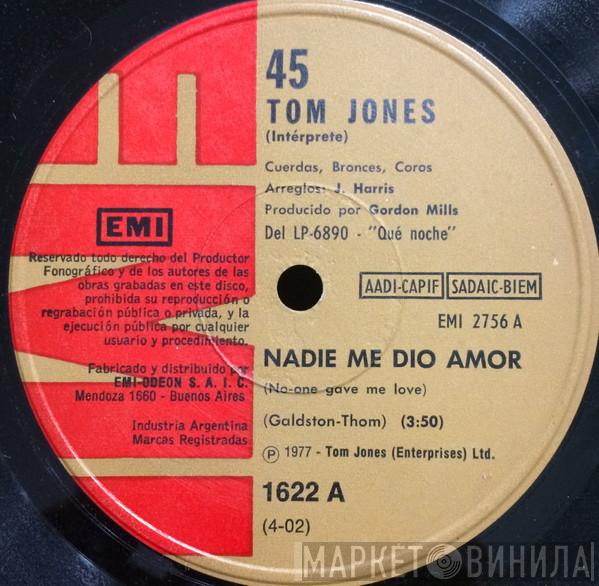 45
TOM JONES
(Intérprete)
Cuerdas, Bronces, Coros
Arreglos: J. Harris
Producido por Gordon Mills
Del LP-6890 - "Qué noche"
EMI
Reservado todo derecho del Productor
Fonográfico y de los autores de las
obras grabadas en este disco,
prohibida su reproducción o
regrabación pública o privada, y la
ejecución pública por cualquier
usuario y procedimiento.
AADI-CAPIF SADAIC-BIEM
EMI 2756 A
NADIE ME DIO AMOR
(No-one gave me love)
(Galdston-Thom) (3:50)
Ⓟ 1977 - Tom Jones (Enterprises) Ltd.
1622 A
(4-02)
Fabricado y distribuido por
EMI-ODEON S. A. I. C.
Mendoza 1660 - Buenos Aires
Industria Argentina
Marcas Registradas
МАРКЕТ ВИНИЛА